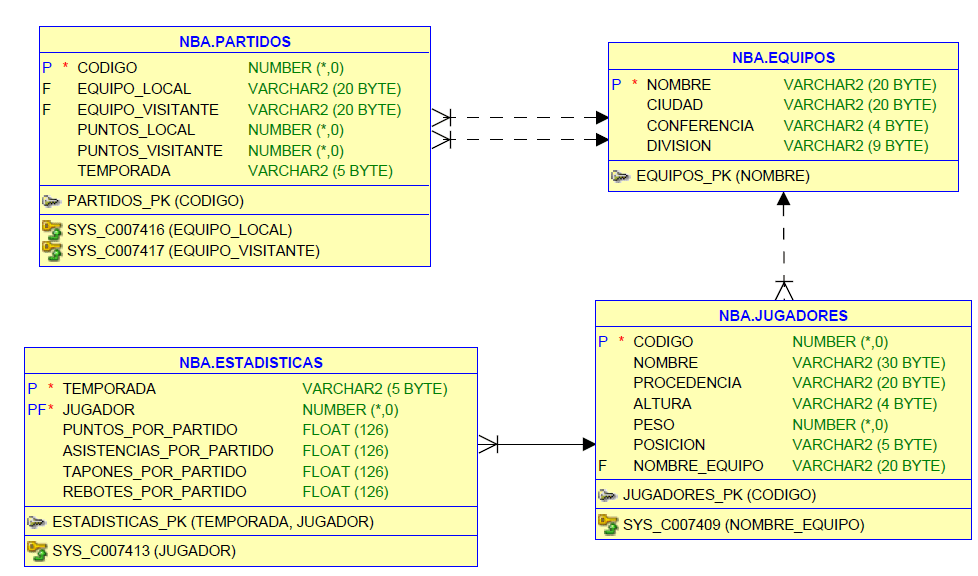 NBA.PARTIDOS
P * CODIGO NUMBER (*,0)
F EQUIPO_LOCAL VARCHAR2 (20 BYTE)
F EQUIPO_VISITANTE VARCHAR2 (20 BYTE)
PUNTOS_LOCAL NUMBER (*,0)
PUNTOS_VISITANTE NUMBER (*,0)
TEMPORADA VARCHAR2 (5 BYTE)
PARTIDOS_PK (CODIGO)
SYS_C007416 (EQUIPO_LOCAL)
SYS_C007417 (EQUIPO_VISITANTE)
NBA.EQUIPOS
P * NOMBRE VARCHAR2 (20 BYTE)
CIUDAD VARCHAR2 (20 BYTE)
CONFERENCIA VARCHAR2 (4 BYTE)
DIVISION VARCHAR2 (9 BYTE)
EQUIPOS_PK (NOMBRE)
NBA.ESTADISTICAS
P * TEMPORADA VARCHAR2 (5 BYTE)
PF* JUGADOR NUMBER (*,0)
PUNTOS_POR_PARTIDO FLOAT (126)
ASISTENCIAS_POR_PARTIDO FLOAT (126)
TAPONES_POR_PARTIDO FLOAT (126)
REBOTES_POR_PARTIDO FLOAT (126)
ESTADISTICAS_PK (TEMPORADA, JUGADOR)
SYS_C007413 (JUGADOR)
NBA.JUGADORES
P * CODIGO NUMBER (*,0)
NOMBRE VARCHAR2 (30 BYTE)
PROCEDENCIA VARCHAR2 (20 BYTE)
ALTURA VARCHAR2 (4 BYTE)
PESO NUMBER (*,0)
POSICION VARCHAR2 (5 BYTE)
F NOMBRE_EQUIPO VARCHAR2 (20 BYTE)
JUGADORES_PK (CODIGO)
SYS_C007409 (NOMBRE_EQUIPO)